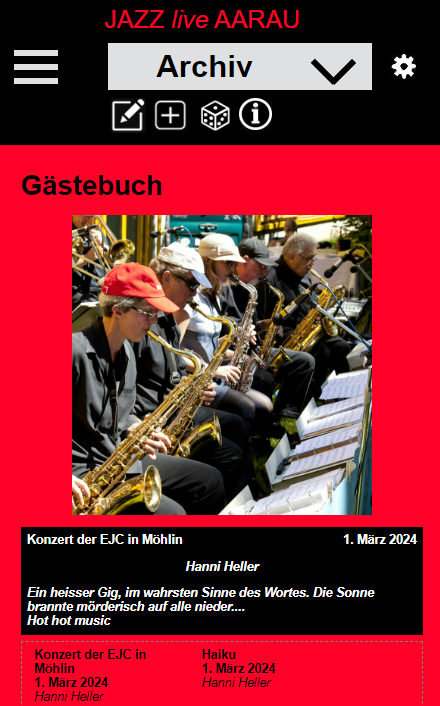 JAZZ live AARAU
Archiv
Gästebuch
Konzert der EJC in Möhlin 1. März 2024
Hanni Heller
Ein heisser Gig, im wahrsten Sinne des Wortes. Die Sonne
brannte mörderisch auf alle nieder....
Hot hot music
Konzert der EJC in
Möhlin
1. März 2024
Hanni Heller
Haiku
1. März 2024
Hanni Heller